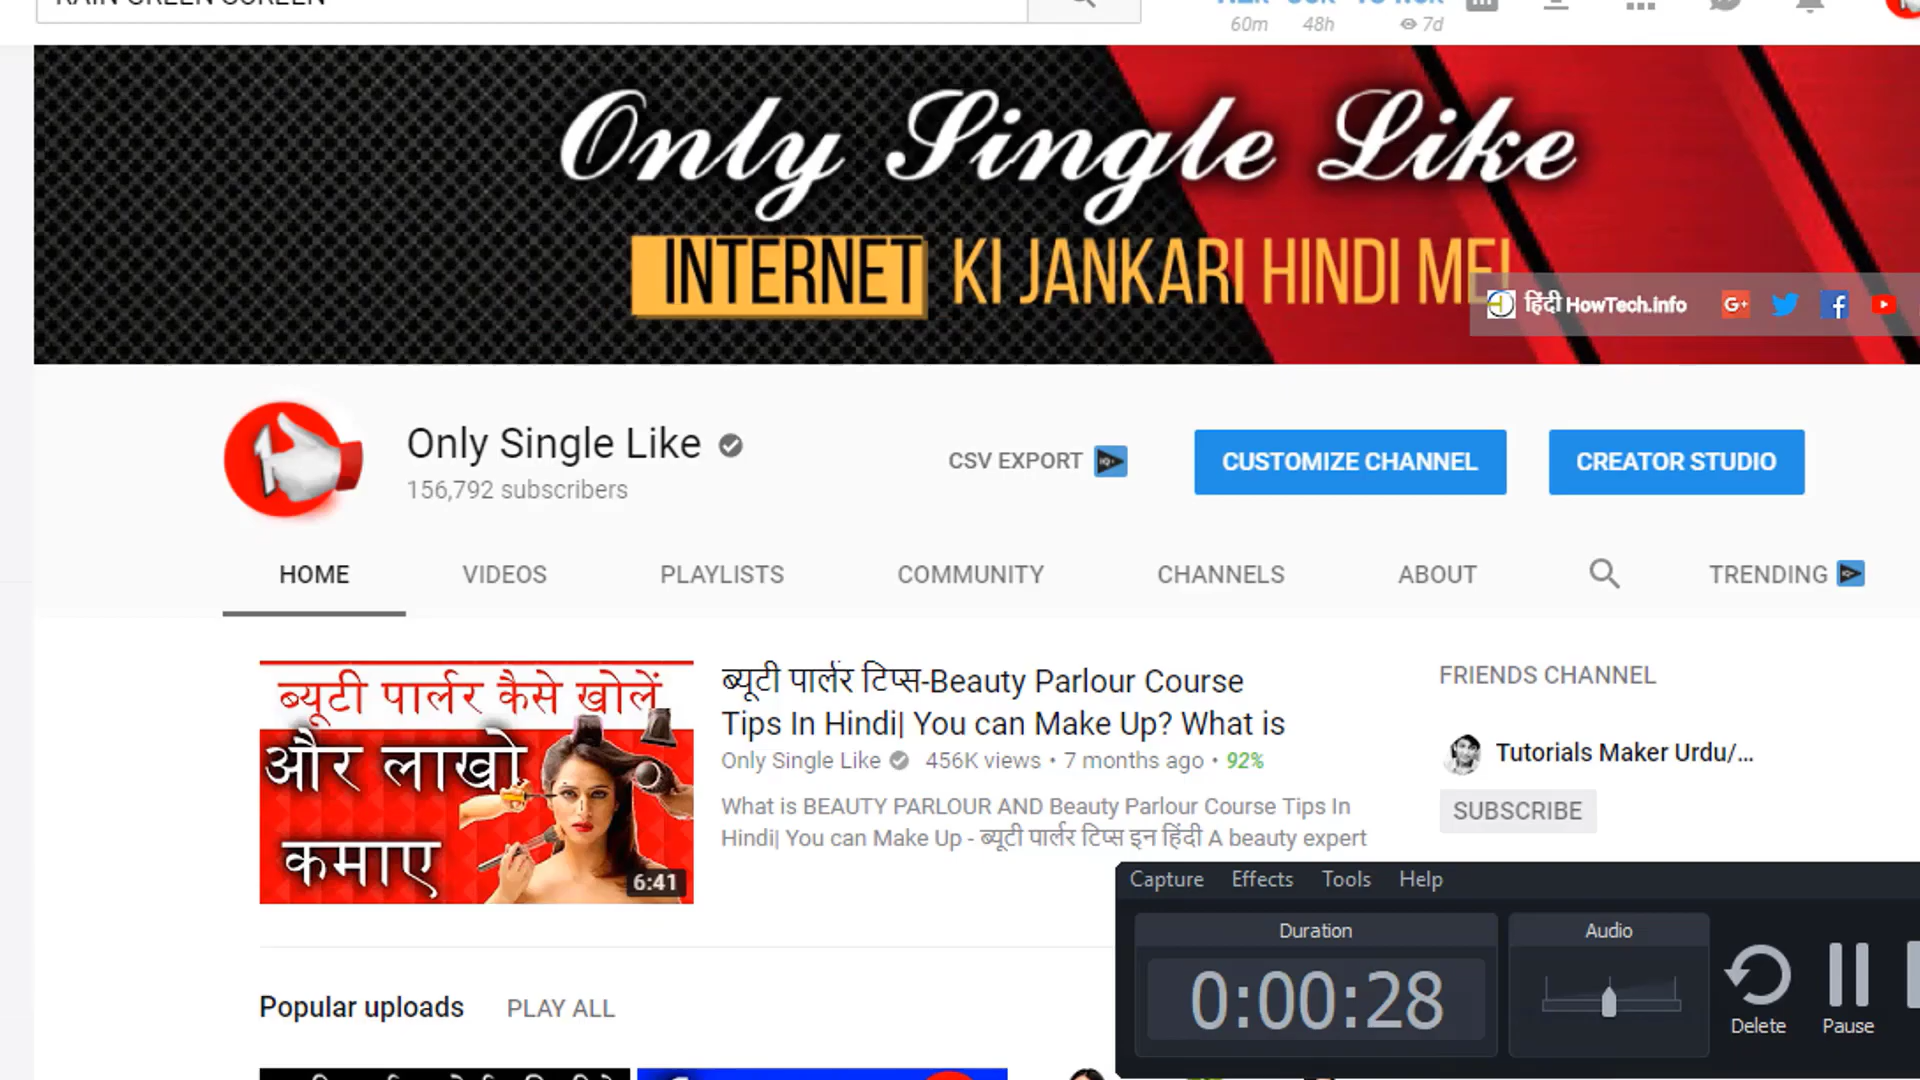 RAIN GREEN SCREEN
60m 48h 7d
Only Single Like
INTERNET KI JANKARI HINDI MEI
हिंदी HowTech.info
Only Single Like
156,792 subscribers
CSV EXPORT
CUSTOMIZE CHANNEL
CREATOR STUDIO
HOME VIDEOS PLAYLISTS COMMUNITY CHANNELS ABOUT TRENDING
ब्यूटी पार्लर कैसे खोलें
और लाखो
कमाए
6:41
ब्यूटी पार्लर टिप्स-Beauty Parlour Course
Tips In Hindi| You can Make Up? What is
Only Single Like 456K views • 7 months ago • 92%
What is BEAUTY PARLOUR AND Beauty Parlour Course Tips In
Hindi| You can Make Up - ब्यूटी पार्लर टिप्स इन हिंदी A beauty expert
FRIENDS CHANNEL
Tutorials Maker Urdu/...
SUBSCRIBE
Popular uploads PLAY ALL
Capture Effects Tools Help
Duration
0:00:28
Audio
Delete
Pause